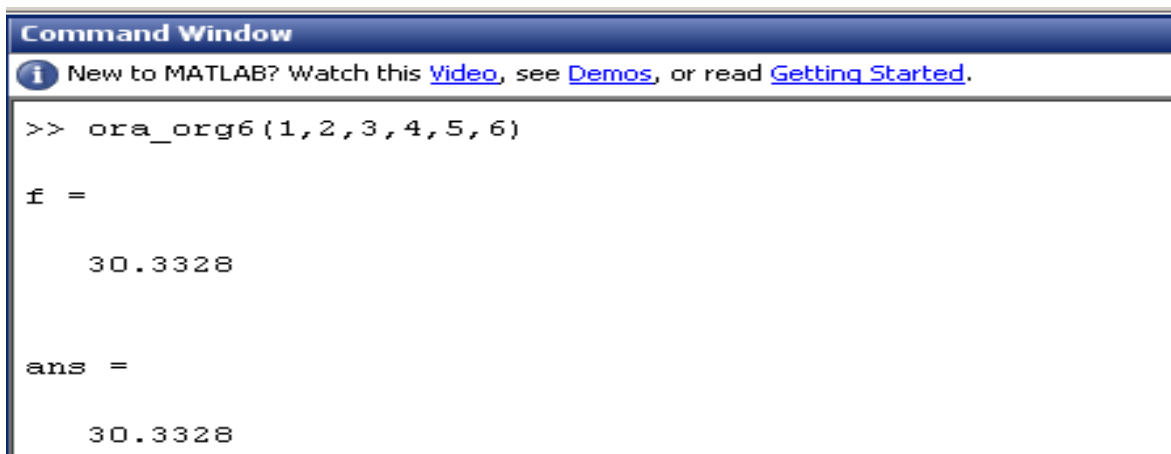 Command Window
New to MATLAB? Watch this Video, see Demos, or read Getting Started.
>> ora_org6(1,2,3,4,5,6)
f =
30.3328
ans =
30.3328